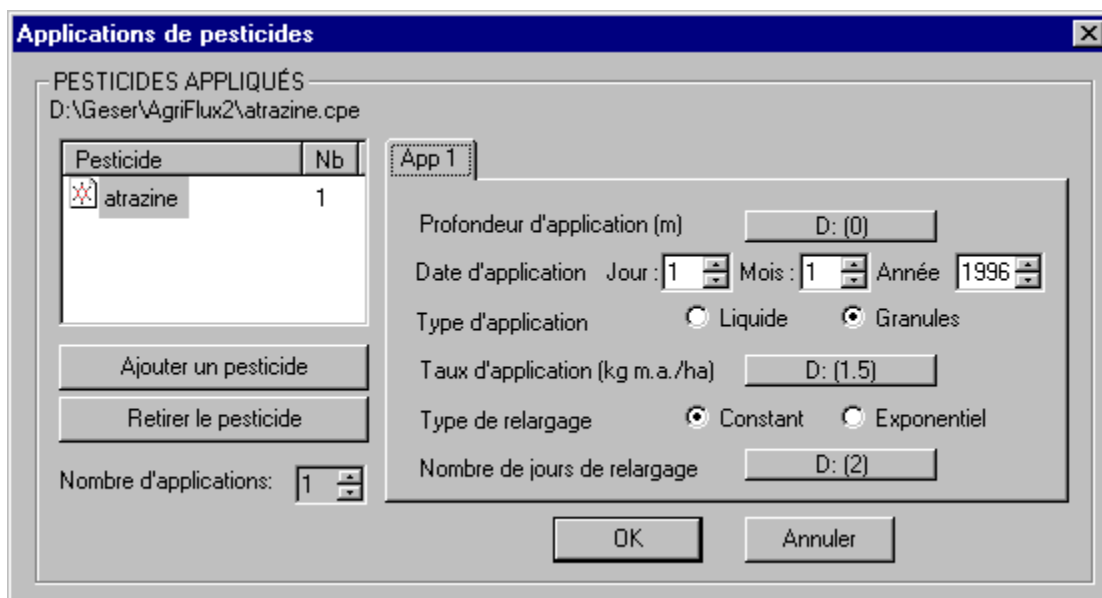 Applications de pesticides
PESTICIDES APPLIQUÉS
D:\Geser\AgriFlux2\atrazine.cpe
Pesticide Nb
atrazine 1
Ajouter un pesticide
Retirer le pesticide
Nombre d'applications: 1
App 1
Profondeur d'application (m) D: (0)
Date d'application Jour : 1 Mois : 1 Année 1996
Type d'application Liquide Granules
Taux d'application (kg m.a./ha) D: (1.5)
Type de relargage Constant Exponentiel
Nombre de jours de relargage D: (2)
OK Annuler